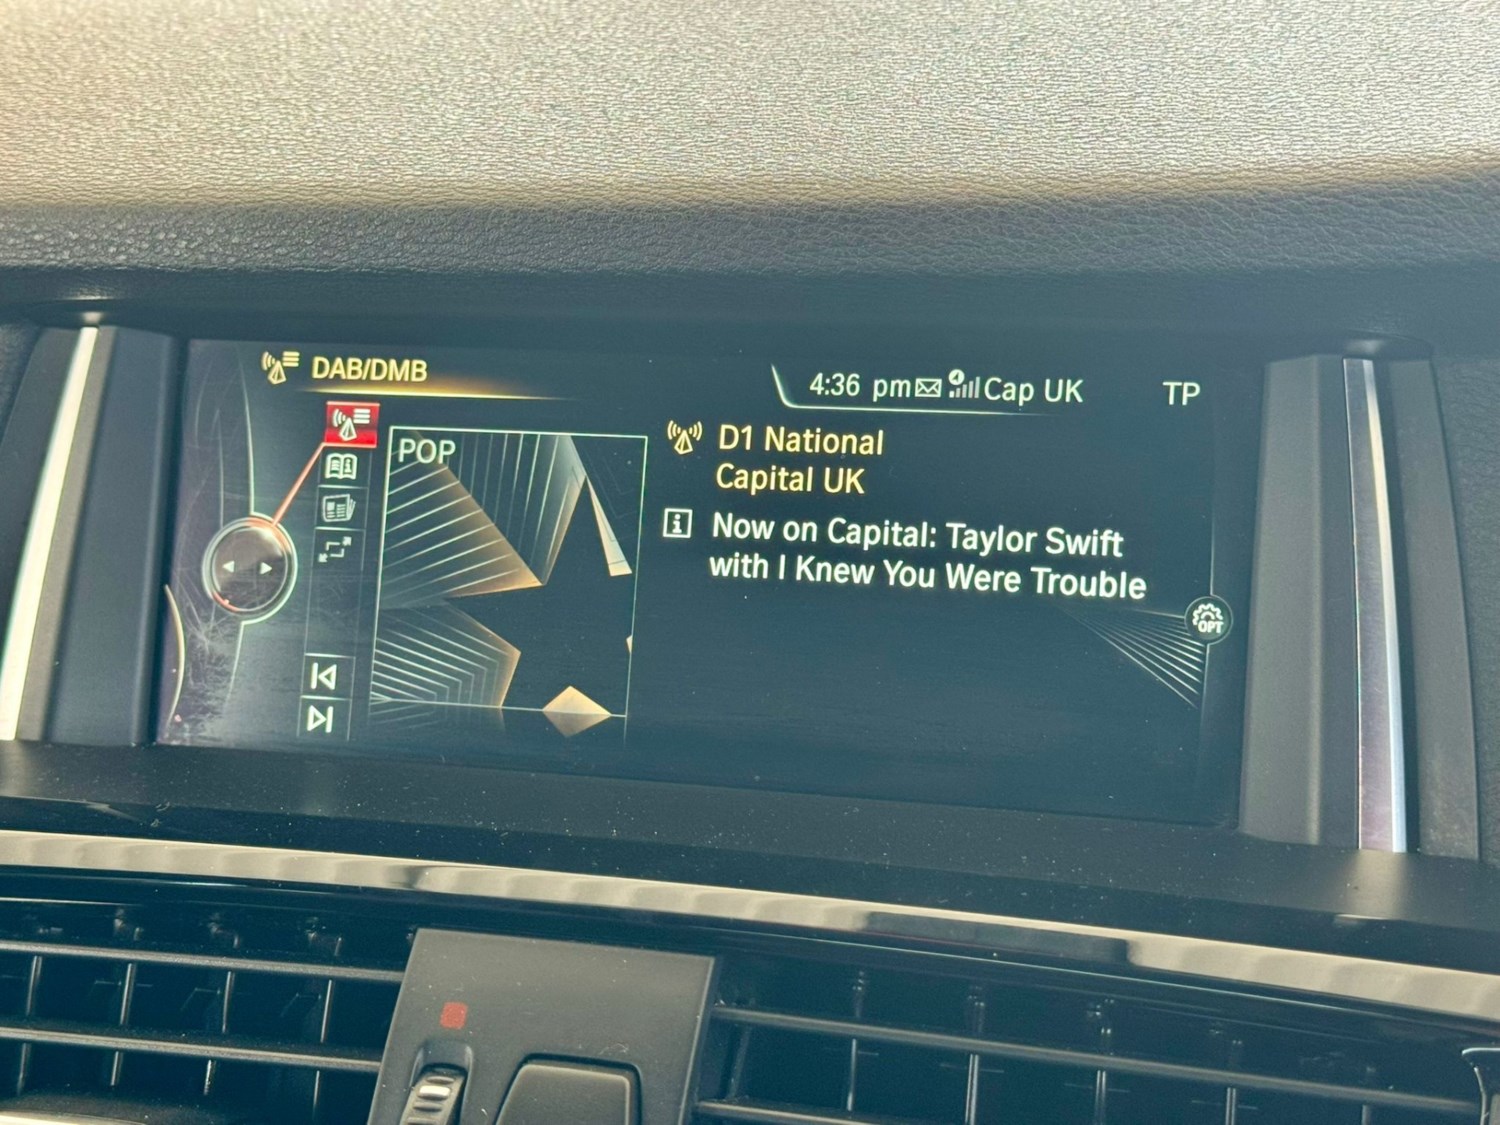 DAB/DMB
4:36 pm Cap UK TP
POP
D1 National
Capital UK
Now on Capital: Taylor Swift
with I Knew You Were Trouble
OPT